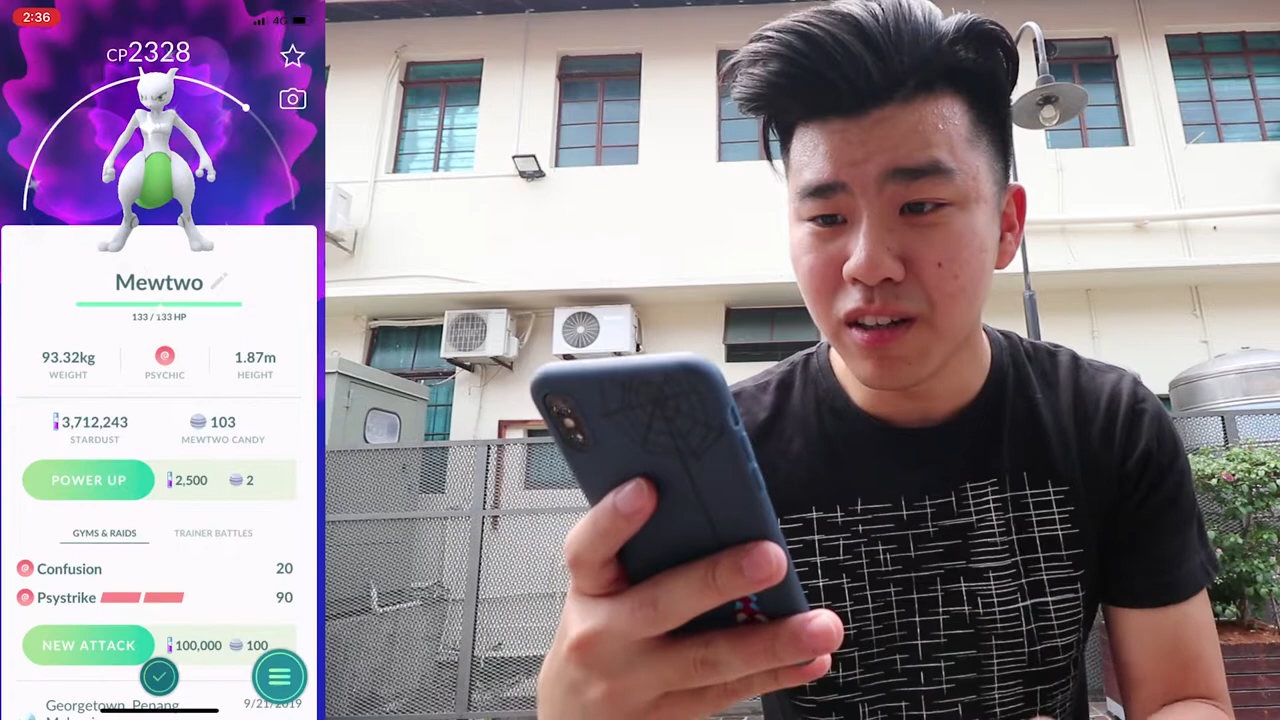 2:36
4G
CP2328
Mewtwo
133 / 133 HP
93.32kg
WEIGHT
PSYCHIC
1.87m
HEIGHT
3,712,243
STARDUST
103
MEWTWO CANDY
POWER UP
2,500
2
GYMS & RAIDS
TRAINER BATTLES
Confusion
20
Psystrike
90
NEW ATTACK
100,000
100
Georgetown, Penang,
9/21/2019